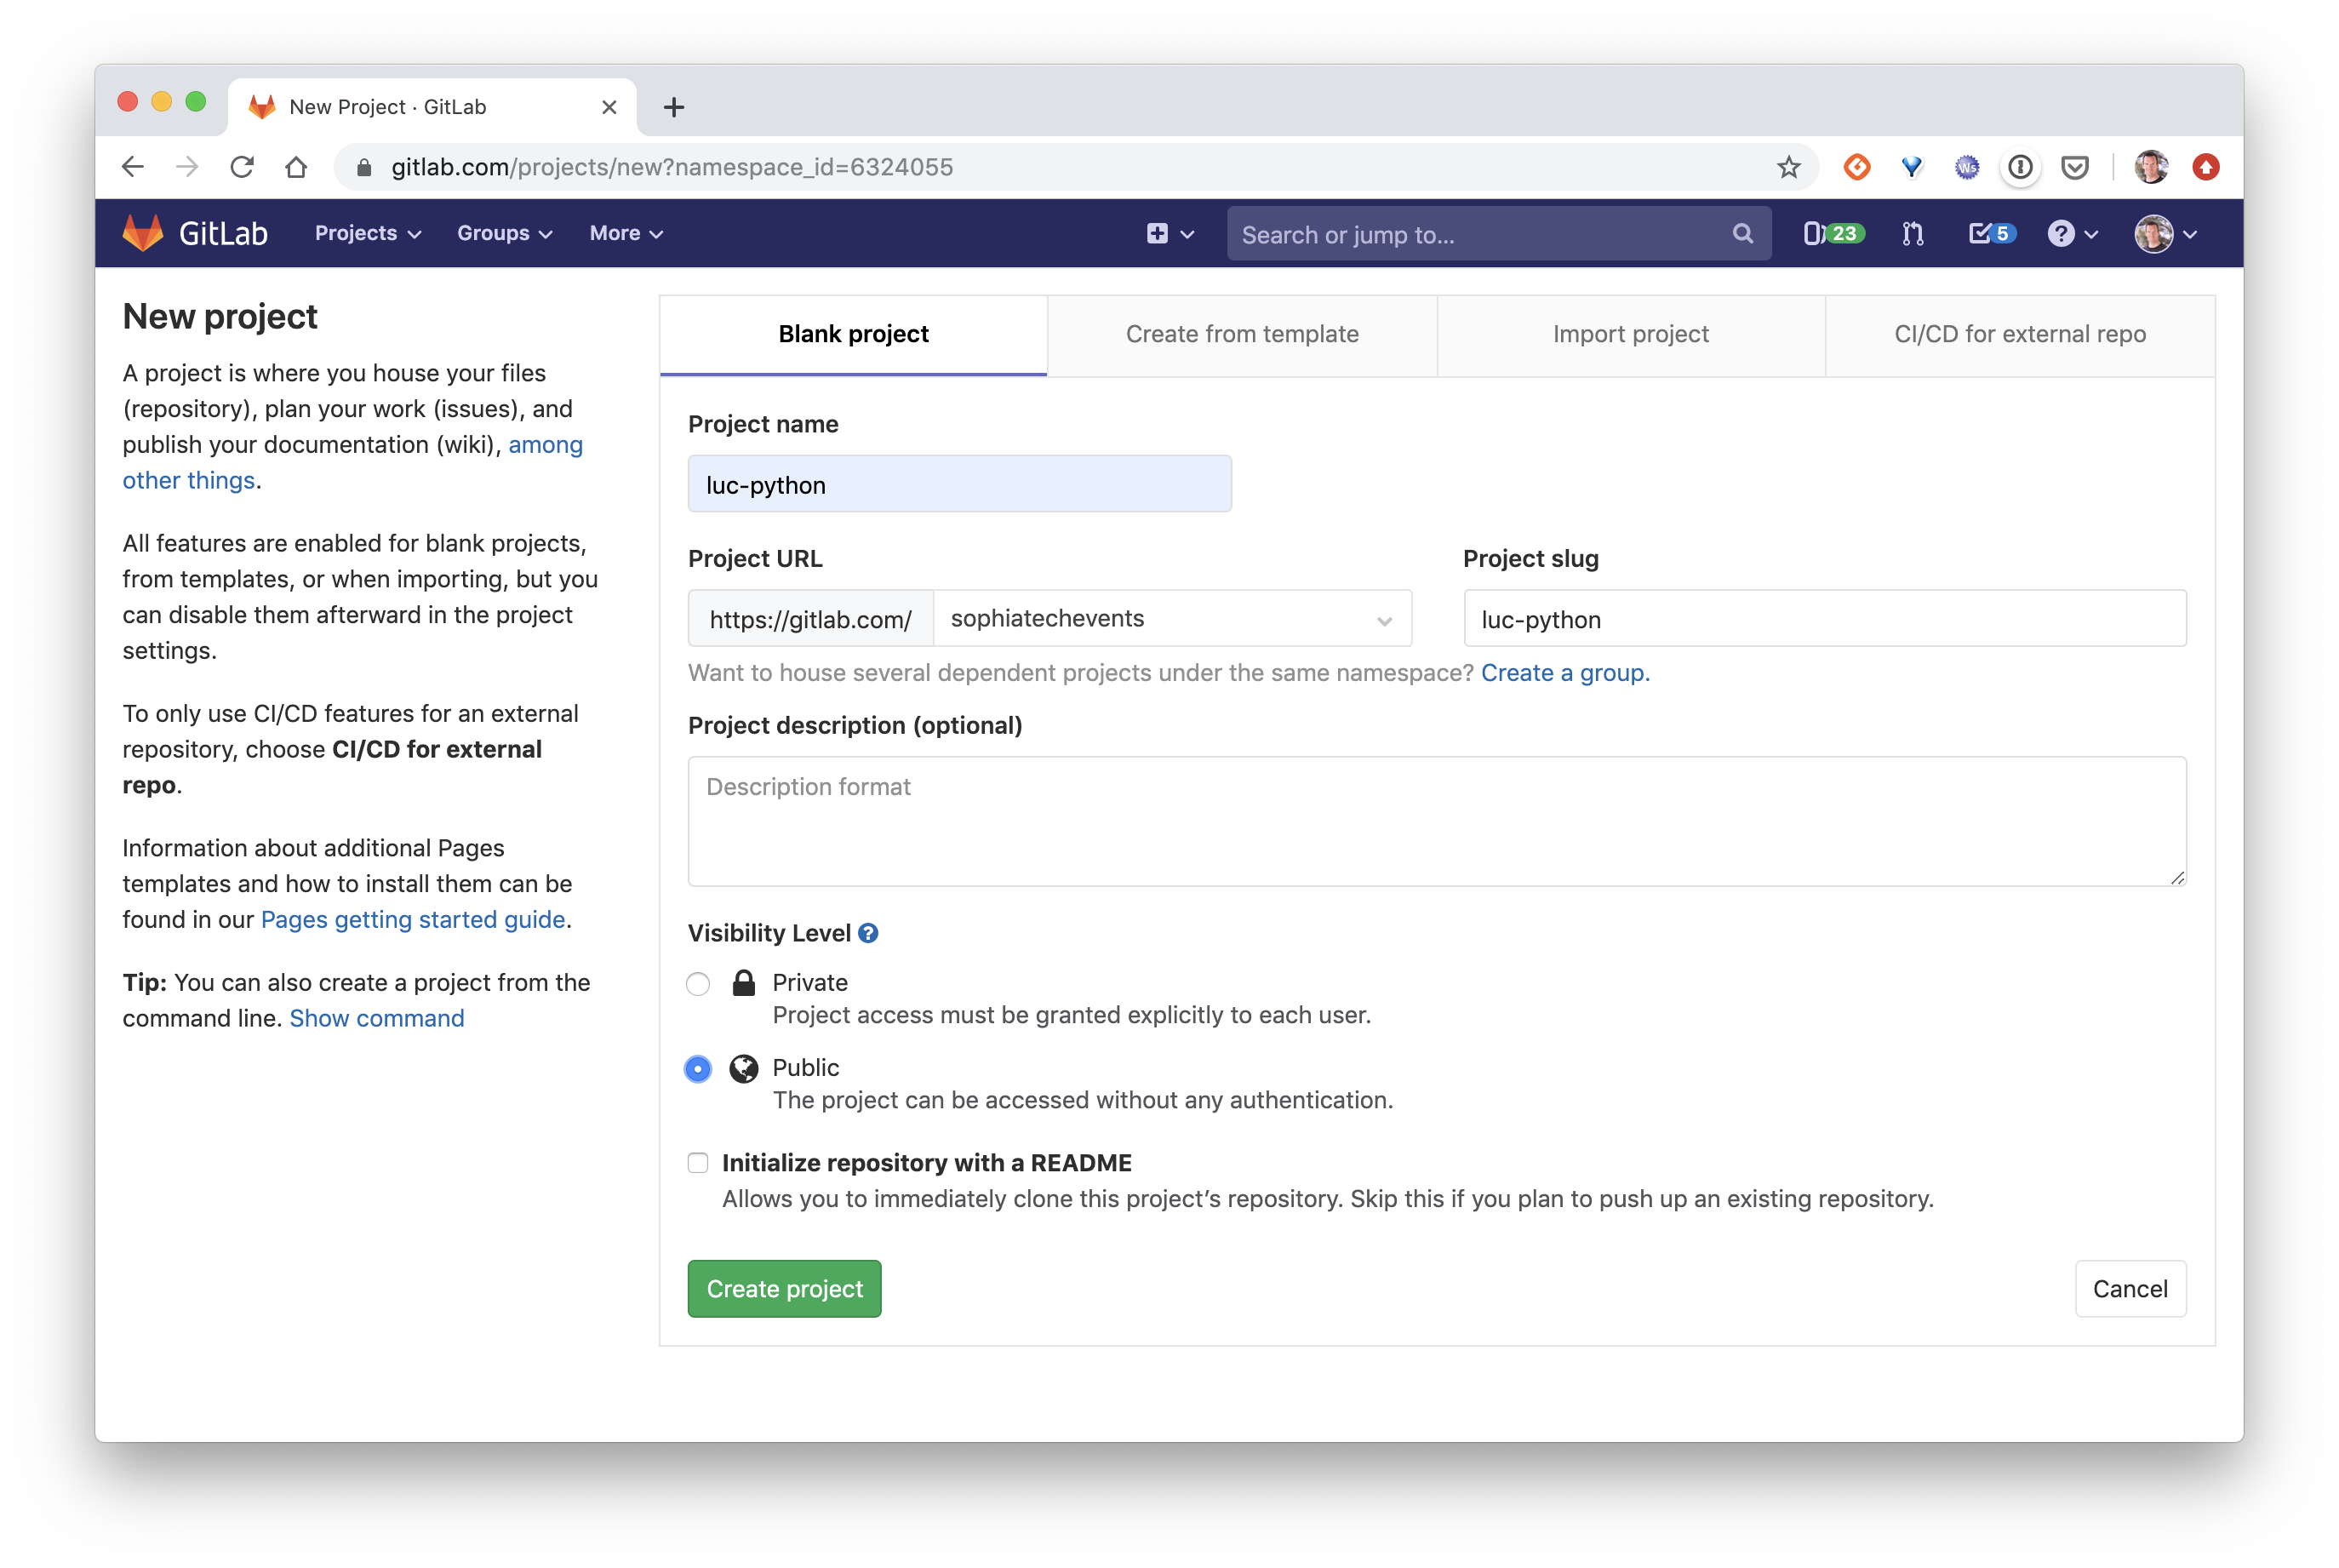 New Project · GitLab
gitlab.com/projects/new?namespace_id=6324055
Ws
GitLab
Projects
Groups
More
Search or jump to...
23
5
New project
A project is where you house your files
(repository), plan your work (issues), and
publish your documentation (wiki), among
other things.
All features are enabled for blank projects,
from templates, or when importing, but you
can disable them afterward in the project
settings.
To only use CI/CD features for an external
repository, choose CI/CD for external
repo.
Information about additional Pages
templates and how to install them can be
found in our Pages getting started guide.
Tip: You can also create a project from the
command line. Show command
Blank project
Create from template
Import project
CI/CD for external repo
Project name
luc-python
Project URL
Project slug
https://gitlab.com/
sophiatechevents
luc-python
Want to house several dependent projects under the same namespace? Create a group.
Project description (optional)
Description format
Visibility Level
Private
Project access must be granted explicitly to each user.
Public
The project can be accessed without any authentication.
Initialize repository with a README
Allows you to immediately clone this project’s repository. Skip this if you plan to push up an existing repository.
Create project
Cancel